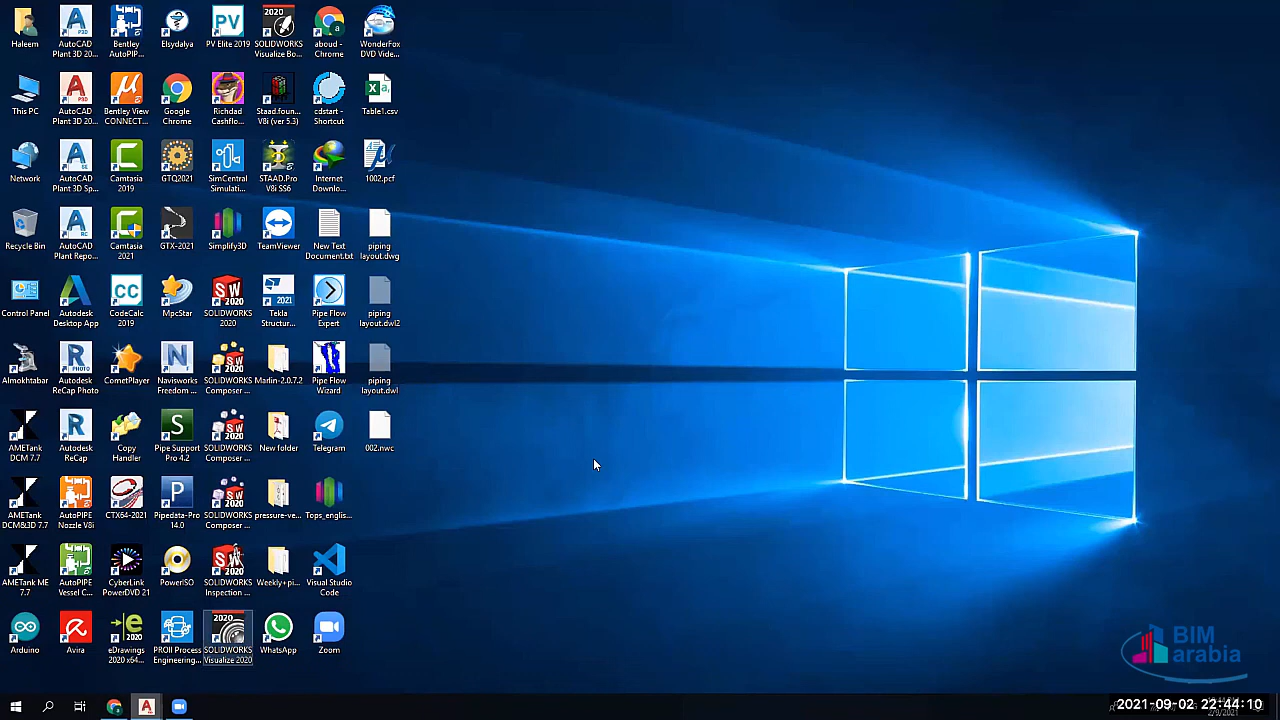 Haleem
AutoCAD
Plant 3D 20...
Bentley
AutoPIP...
Elsydalya
PV Elite 2019
SOLIDWORKS
Visualize Bo...
aboud -
Chrome
WonderFox
DVD Vide...
This PC
AutoCAD
Plant 3D 20...
Bentley View
CONNECT...
Google
Chrome
Richdad
Cashflo...
Staad.foun...
V8i (ver 5.3)
cdstart -
Shortcut
Table1.csv
Network
AutoCAD
Plant 3D Sp...
Camtasia
2019
GTQ2021
SimCentral
Simulati...
STAAD.Pro
V8i SS6
Internet
Downlo...
1002.pcf
Recycle Bin
AutoCAD
Plant Repo...
Camtasia
2021
GTX-2021
Simplify3D
TeamViewer
New Text
Document.txt
piping
layout.dwg
Control Panel
Autodesk
Desktop App
CodeCalc
2019
MpcStar
SOLIDWORKS
2020
Tekla
Structur...
Pipe Flow
Expert
piping
layout.dwl2
Almokhtabar
Autodesk
ReCap Photo
CometPlayer
Navisworks
Freedom ...
SOLIDWORKS
Composer ...
Marlin-2.0.7.2
Pipe Flow
Wizard
piping
layout.dwl
AMETank
DCM 7.7
Autodesk
ReCap
Copy
Handler
Pipe Support
Pro 4.2
SOLIDWORKS
Composer ...
New folder
Telegram
002.nwc
AMETank
DCM&3D 7.7
AutoPIPE
Nozzle V8i
CTX64-2021
Pipedata-Pro
14.0
SOLIDWORKS
Composer ...
pressure-ve...
Tops_englis...
AMETank ME
7.7
AutoPIPE
Vessel C...
CyberLink
PowerDVD 21
PowerISO
SOLIDWORKS
Inspection ...
Weekly+pi...
Visual Studio
Code
Arduino
Avira
eDrawings
2020 x64...
PROII Process
Engineering...
SOLIDWORKS
Visualize 2020
WhatsApp
Zoom
BIM
arabia
2021-09-02 22:44:10